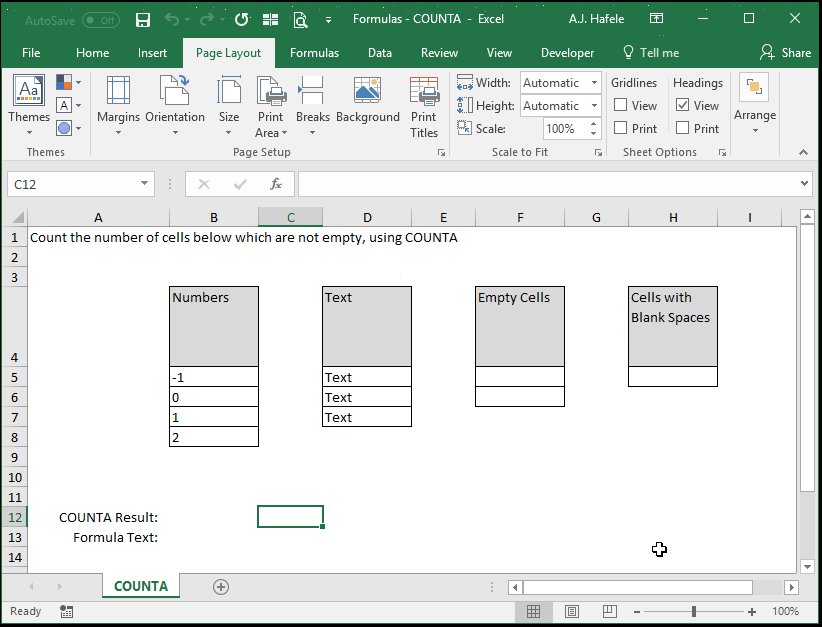 AutoSave Off Formulas - COUNTA - Excel A.J. Hafele
File Home Insert Page Layout Formulas Data Review View Developer Tell me Share
Aa Themes A Margins Orientation Size Print Area Breaks Background Print Titles Width: Automatic Height: Automatic Scale: 100% Gridlines View Print Headings View Print Arrange
Themes Page Setup Scale to Fit Sheet Options
C12 fx
A B C D E F G H I
1 Count the number of cells below which are not empty, using COUNTA
2
3
Numbers Text Empty Cells Cells with
Blank Spaces
4
5 -1 Text
6 0 Text
7 1 Text
8 2
9
10
11
12 COUNTA Result:
13 Formula Text:
14
COUNTA
Ready 100%